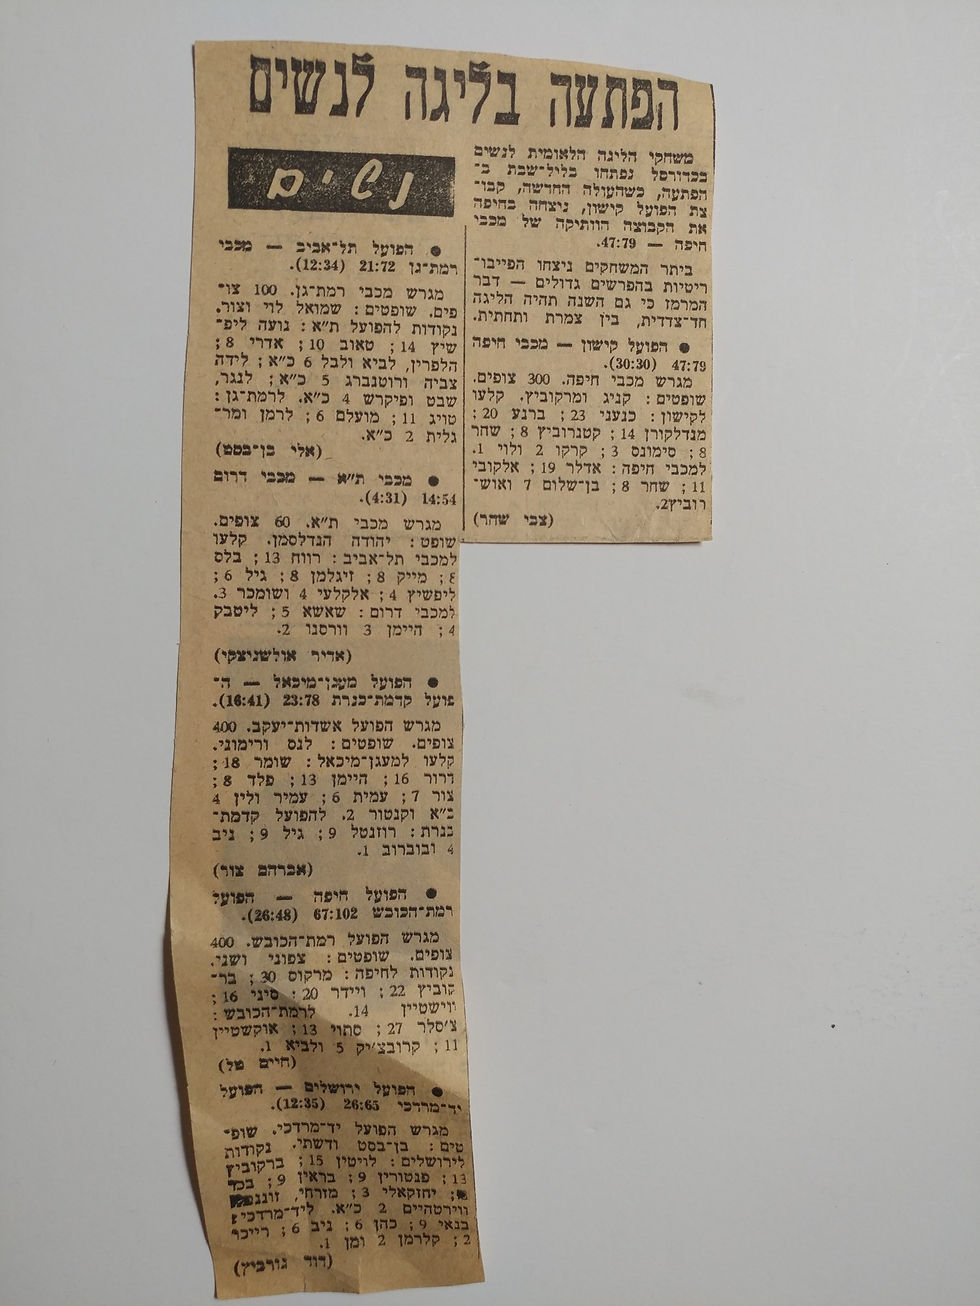 הפתעה בליגה לנשים
משחקי הליגה הלאומית לנשים
בכדורסל נפתחו בליל־שבת ב־
הפתעה, כשהעולה החדשה, קבו־
צת הפועל קישון, ניצחה בחיפה
את הקבוצה הוותיקה של מכבי
חיפה — 47:79.
ביתר המשחקים ניצחו הפייבו־
ריטיות בהפרשים גדולים — דבר
המרמז כי גם השנה תהיה הליגה
חד־צדדית, בין צמרת ותחתית.
● הפועל קישון — מכבי חיפה
47:79 (30:30).
מגרש מכבי חיפה. 300 צופים.
שופטים: קניג ומרקוביץ. קלעו
לקישון: כנעני 23; ברנע 20;
מנדלקורן 14; קטנרוביץ 8; שחר
8; סימונס 3; קרקו 2 ולוי 1.
למכבי חיפה: אדלר 19; אלקובי
11; שחר 8; בן־שלום 7 ואוש־
רוביץ 2.
(צבי שחר)
נשים
● הפועל תל־אביב — מכבי
רמת־גן 21:72 (12:34).
מגרש מכבי רמת־גן. 100 צו־
פים. שופטים: שמואל לוי וצור.
נקודות להפועל ת״א: נועה ליפ־
שיץ 14; טאוב 10; אדרי 8;
הלפרין, לביא ולבל 6 כ״א; לידה
צביה ורוטנברג 5 כ״א; לנגר,
שבט ופיקרש 4 כ״א. לרמת־גן:
טויג 11; מועלם 6; לרמן ומר־
גלית 2 כ״א.
(אלי בן־בסט)
● מכבי ת״א — מכבי דרום
14:54 (4:31).
מגרש מכבי ת״א. 60 צופים.
שופט: יהודה הנדלסמן. קלעו
למכבי תל־אביב: רווח 13; בלס
8; מייק 8; זיגלמן 8; גיל 6;
ליפשיץ 4; אלקלעי 4 ושומכר 3.
למכבי דרום: שאשא 5; ליטבק
4; היימן 3 וורסנו 2.
(אדיר אולשניצקי)
● הפועל מעגן־מיכאל — ה־
פועל קדמת־כנרת 23:78 (16:41).
מגרש הפועל אשדות־יעקב. 400
צופים. שופטים: לנס ורימוני.
קלעו למעגן־מיכאל: שומר 18;
דרור 16; היימן 13; פלד 8;
צור 7; עמית 6; עמיר ולין 4
כ״א וקנטור 2. להפועל קדמת־
כנרת: רוזנטל 9; גיל 9; ניב
4 ובוברוב 1.
(אברהם צור)
● הפועל חיפה — הפועל
רמת־הכובש 67:102 (26:48).
מגרש הפועל רמת־הכובש. 400
צופים. שופטים: צפוני ושני.
נקודות לחיפה: מרקוס 30; בר־
קוביץ 22; ויידר 20; סיני 16;
ווישטיין 14. לרמת־הכובש:
צ׳סלר 27; סתוי 13; אוקשטיין
11; קרובצ׳יק 5 ולביא 1.
(חיים טל)
● הפועל ירושלים — הפועל
יד־מרדכי 26:65 (12:35).
מגרש הפועל יד־מרדכי. שופ־
טים: בן־בסט ודשתי. נקודות
לירושלים: לויטין 15; ברקוביץ
13; פנטורין 9; בראין 9;
יחזקאלי 3; מזרחי,
ווירטהיים 2 כ״א. ליד־מרדכי:
בנאי 9; כהן 6; ניב 6; רייכר
2; קלרמן 2 ומן 1.
(דוד גורביץ)